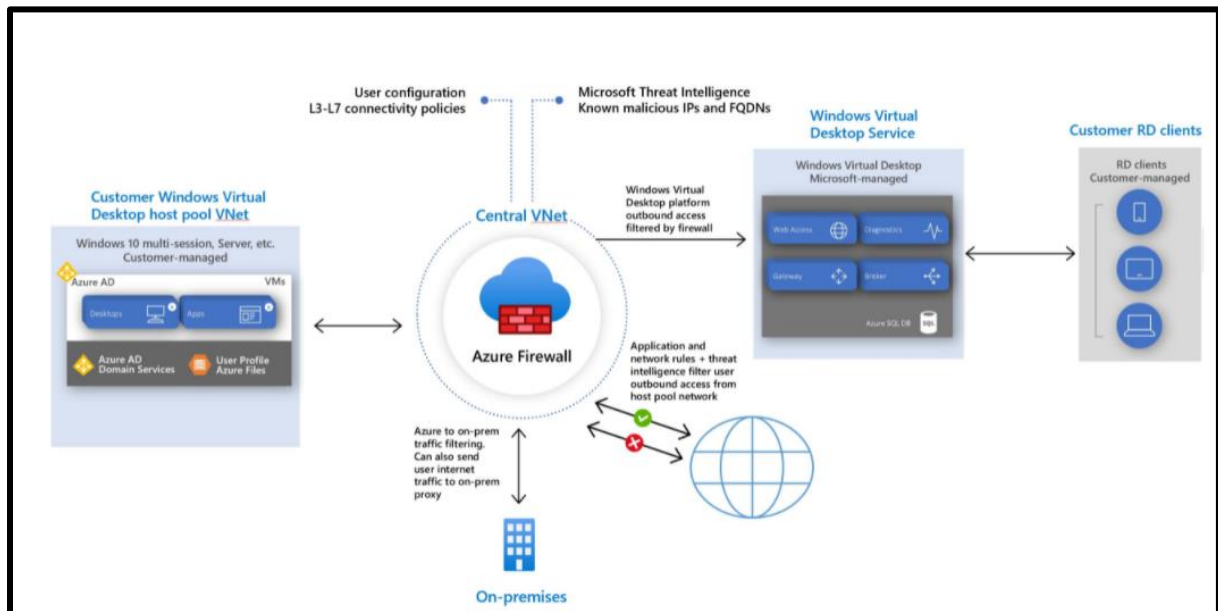 User configuration
L3-L7 connectivity policies
Microsoft Threat Intelligence
Known malicious IPs and FQDNs
Customer Windows Virtual
Desktop host pool VNet
Windows 10 multi-session, Server, etc.
Customer-managed
Azure AD
VMs
Desktops
Apps
Azure AD
Domain Services
User Profile
Azure Files
Central VNet
Azure Firewall
Windows Virtual
Desktop platform
outbound access
filtered by firewall
Windows Virtual
Desktop Service
Windows Virtual Desktop
Microsoft-managed
Web Access
Diagnostics
Gateway
Broker
Azure SQL DB
SQL
Customer RD clients
RD clients
Customer-managed
Application and
network rules + threat
intelligence filter user
outbound access from
host pool network
Azure to on-prem
traffic filtering.
Can also send
user internet
traffic to on-prem
proxy
On-premises